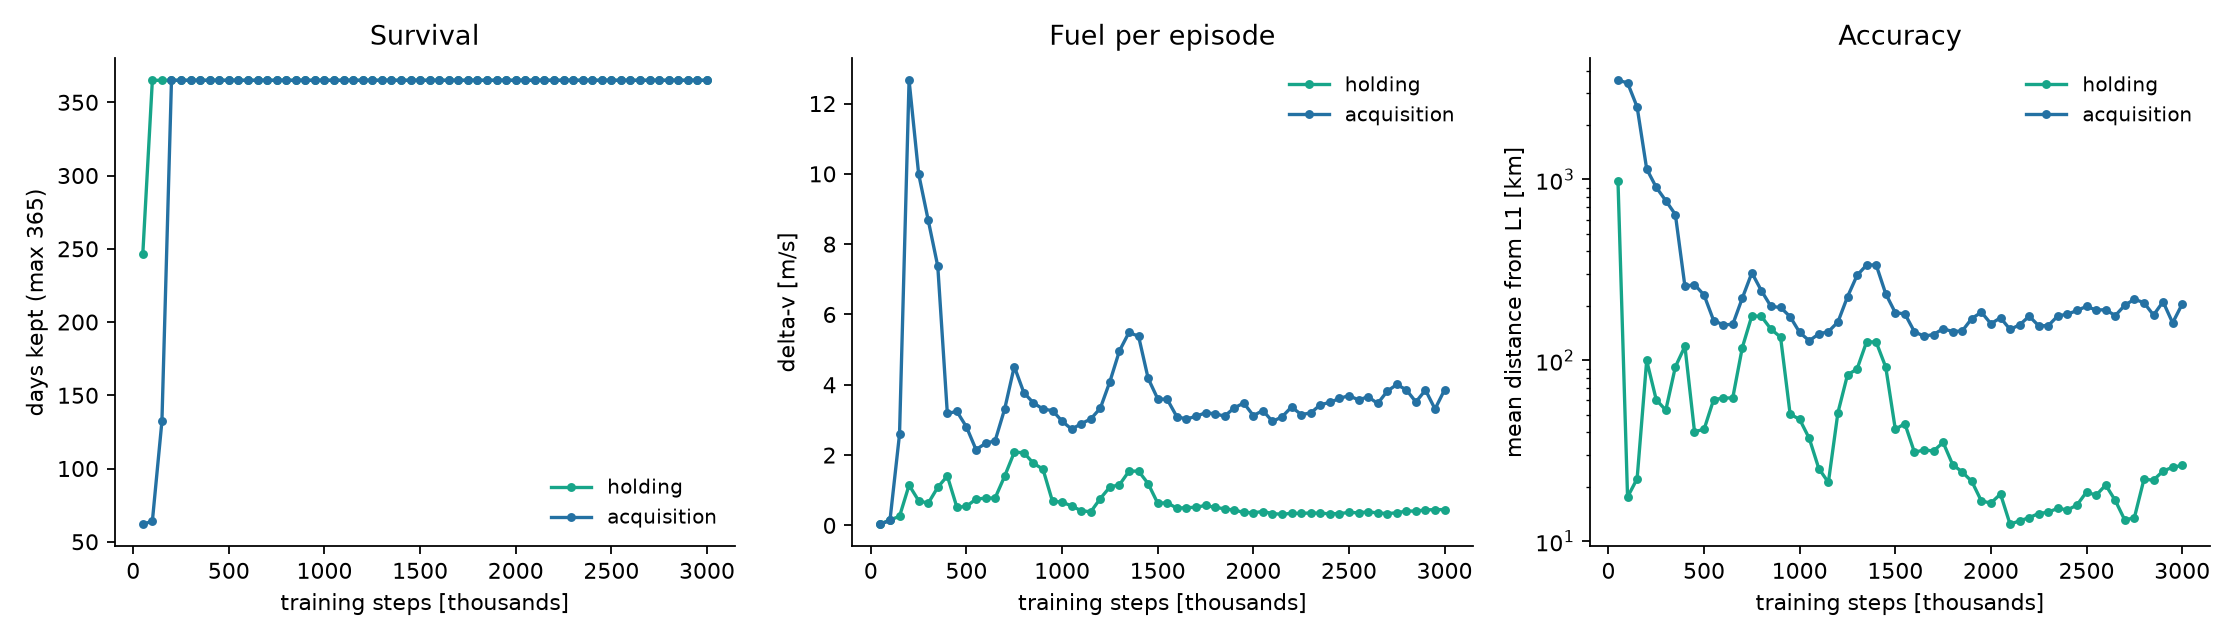 Survival
days kept (max 365)
350
300
250
200
150
100
50
holding
acquisition
0 500 1000 1500 2000 2500 3000
training steps [thousands]
Fuel per episode
delta-v [m/s]
12
10
8
6
4
2
0
holding
acquisition
0 500 1000 1500 2000 2500 3000
training steps [thousands]
Accuracy
mean distance from L1 [km]
10³
10²
10¹
holding
acquisition
0 500 1000 1500 2000 2500 3000
training steps [thousands]